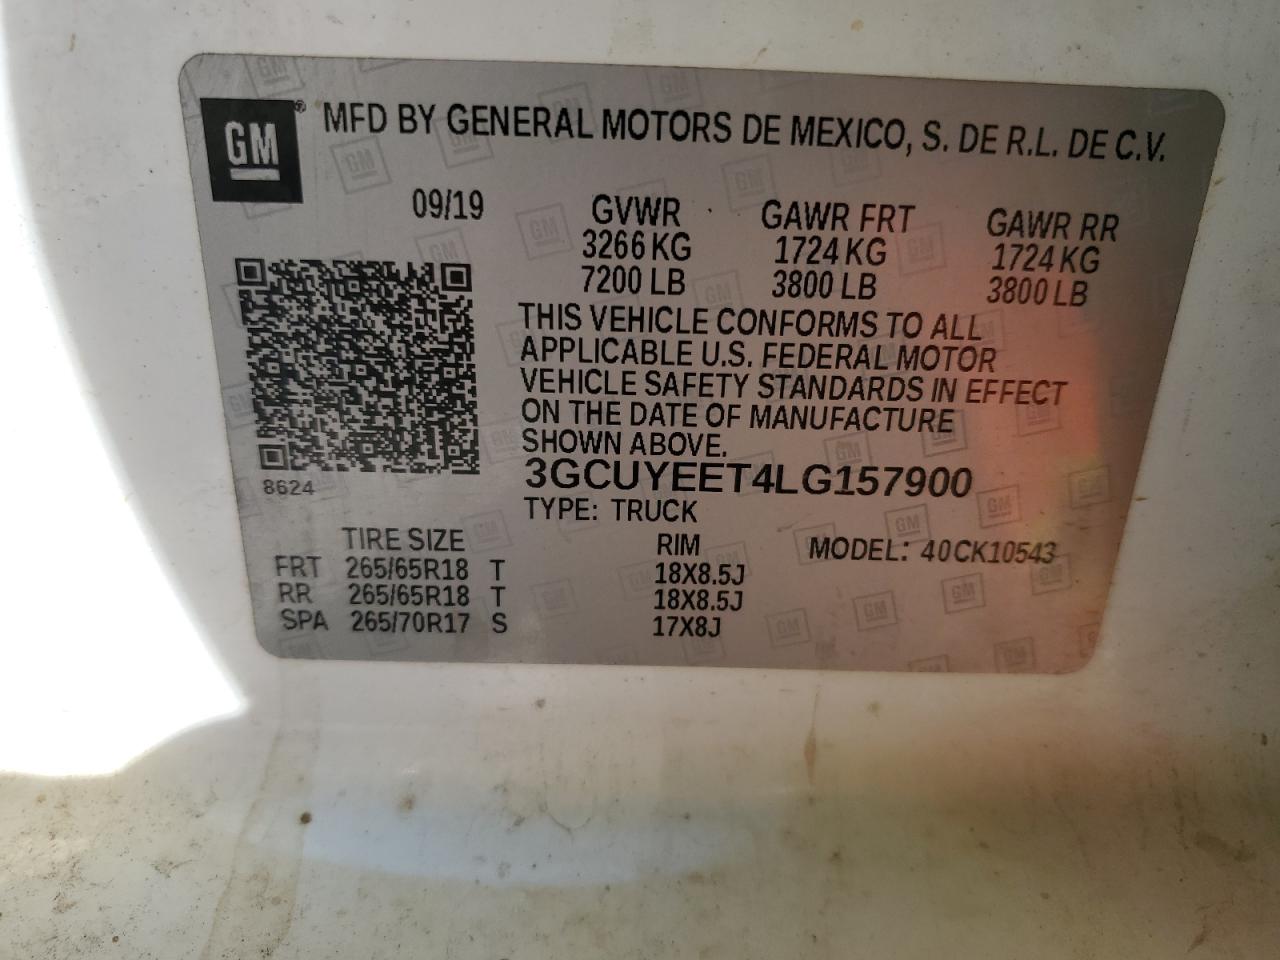 GM® MFD BY GENERAL MOTORS DE MEXICO, S. DE R.L. DE C.V.
09/19 GVWR GAWR FRT GAWR RR
3266 KG 1724 KG 1724 KG
7200 LB 3800 LB 3800 LB
THIS VEHICLE CONFORMS TO ALL
APPLICABLE U.S. FEDERAL MOTOR
VEHICLE SAFETY STANDARDS IN EFFECT
ON THE DATE OF MANUFACTURE
SHOWN ABOVE.
3GCUYEET4LG157900
8624
TYPE: TRUCK
TIRE SIZE RIM MODEL: 40CK10543
FRT 265/65R18 T 18X8.5J
RR 265/65R18 T 18X8.5J
SPA 265/70R17 S 17X8J